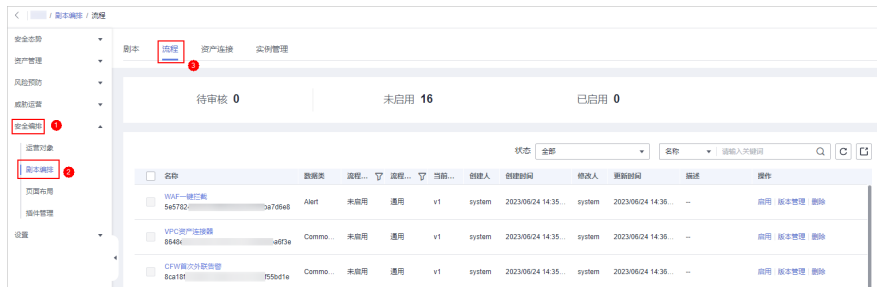 / 剧本编排 / 流程
安全态势
资产管理
风险预防
威胁运营
安全编排 1
运营对象
剧本编排 2
页面布局
插件管理
设置
剧本 流程 资产连接 实例管理
3
待审核 0 未启用 16 已启用 0
状态 全部 名称 请输入关键词
名称 数据类 流程... 流程... 当前... 创建人 创建时间 修改人 更新时间 描述 操作
WAF一键拦截
5e5782- ba7d6e8 Alert 未启用 通用 v1 system 2023/06/24 14:35... system 2023/06/24 14:36... -- 启用 版本管理 删除
VPC资产连接器
8648c a6f3e Commo... 未启用 通用 v1 system 2023/06/24 14:35... system 2023/06/24 14:36... -- 启用 版本管理 删除
CFW首次外联告警
8ca18f f55bd1e Commo... 未启用 通用 v1 system 2023/06/24 14:35... system 2023/06/24 14:36... -- 启用 版本管理 删除